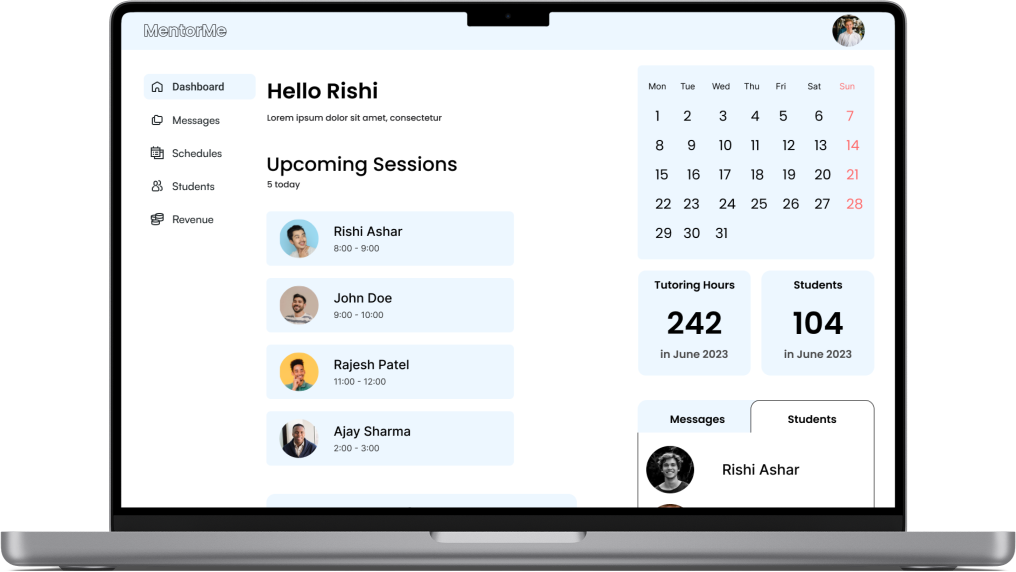 MentorMe
Dashboard
Messages
Schedules
Students
Revenue
Hello Rishi
Lorem ipsum dolor sit amet, consectetur
Upcoming Sessions
5 today
Rishi Ashar
8:00 - 9:00
John Doe
9:00 - 10:00
Rajesh Patel
11:00 - 12:00
Ajay Sharma
2:00 - 3:00
Mon Tue Wed Thu Fri Sat Sun
1 2 3 4 5 6 7
8 9 10 11 12 13 14
15 16 17 18 19 20 21
22 23 24 25 26 27 28
29 30 31
Tutoring Hours
242
in June 2023
Students
104
in June 2023
Messages Students
Rishi Ashar